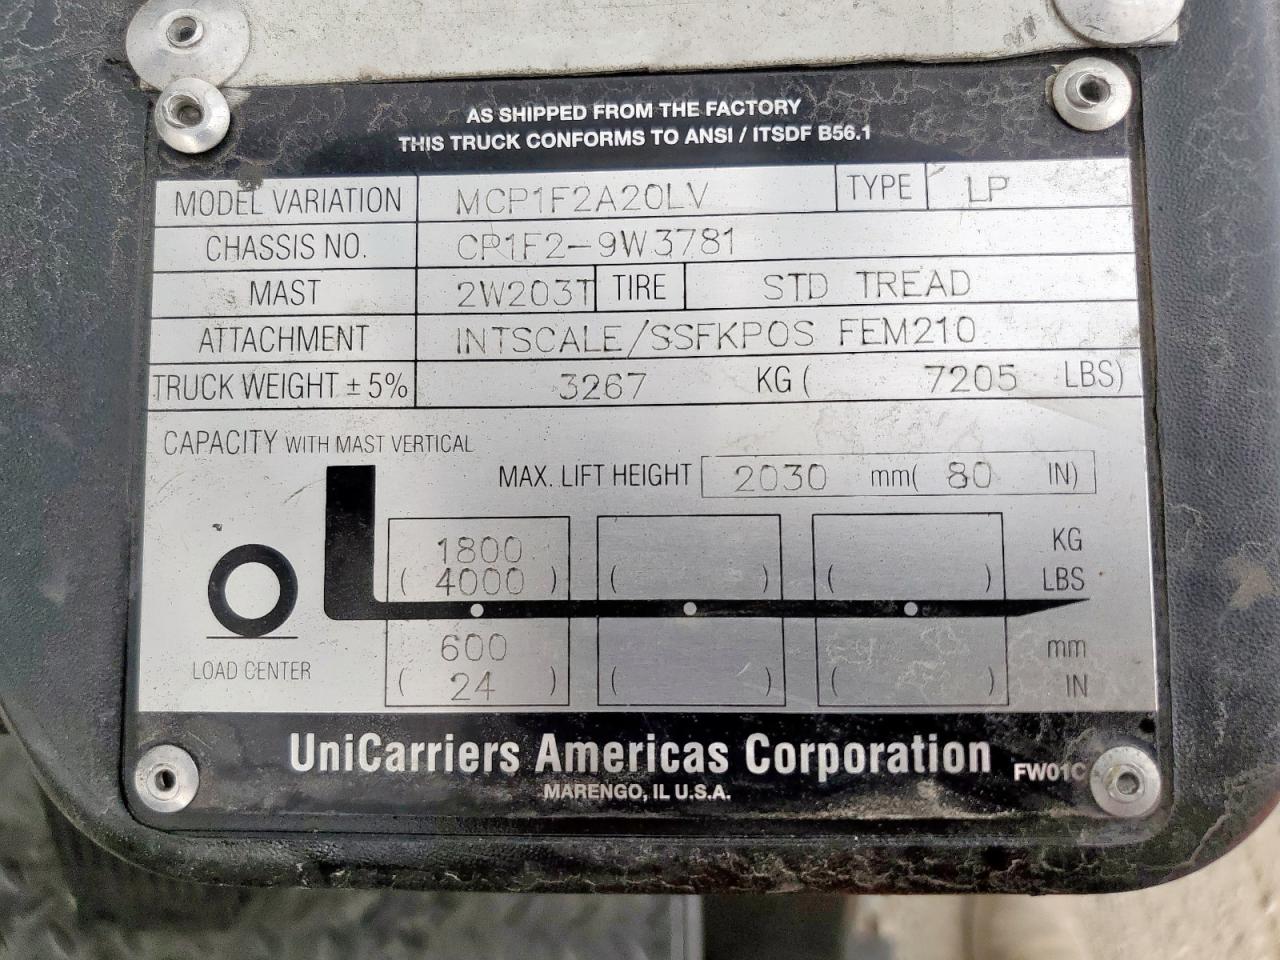 AS SHIPPED FROM THE FACTORY
THIS TRUCK CONFORMS TO ANSI / ITSDF B56.1
MODEL VARIATION MCP1F2A20LV TYPE LP
CHASSIS NO. CP1F2-9W3781
MAST 2W203T TIRE STD TREAD
ATTACHMENT INTSCALE/SSFKPOS FEM210
TRUCK WEIGHT ± 5% 3267 KG ( 7205 LBS)
CAPACITY WITH MAST VERTICAL
MAX. LIFT HEIGHT 2030 mm( 80 IN)
1800 KG
( 4000 ) ( ) ( ) LBS
600 mm
LOAD CENTER ( 24 ) ( ) ( ) IN
UniCarriers Americas Corporation FW01C
MARENGO, IL U.S.A.